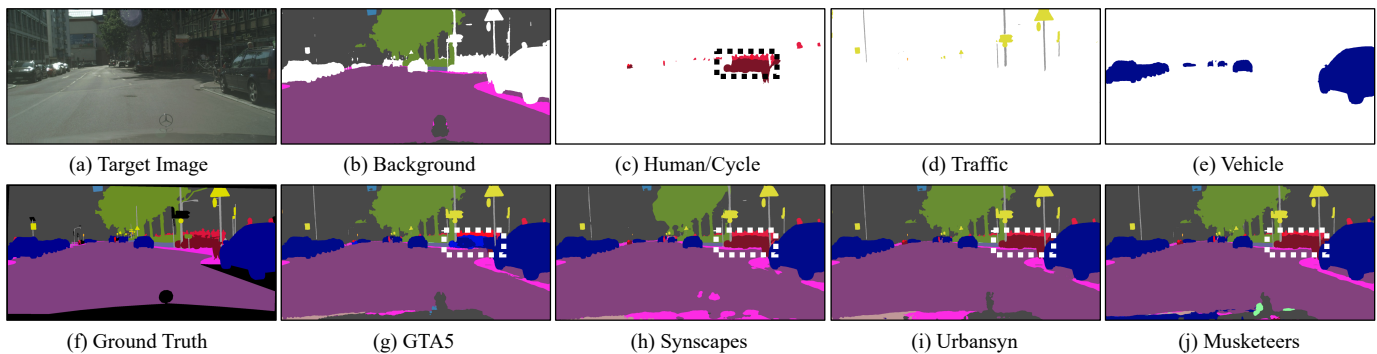 (a) Target Image (b) Background (c) Human/Cycle (d) Traffic (e) Vehicle
(f) Ground Truth (g) GTA5 (h) Synscapes (i) Urbansyn (j) Musketeers